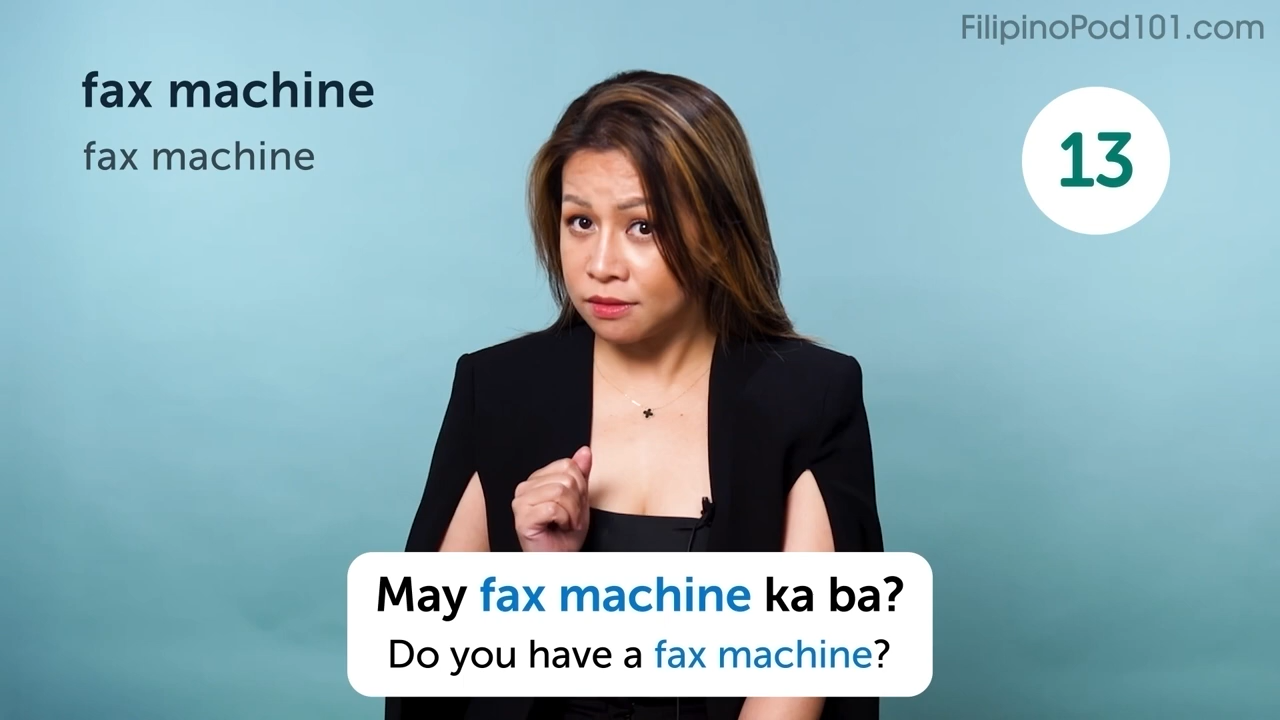 FilipinoPod101.com
fax machine
fax machine
13
May fax machine ka ba?
Do you have a fax machine?